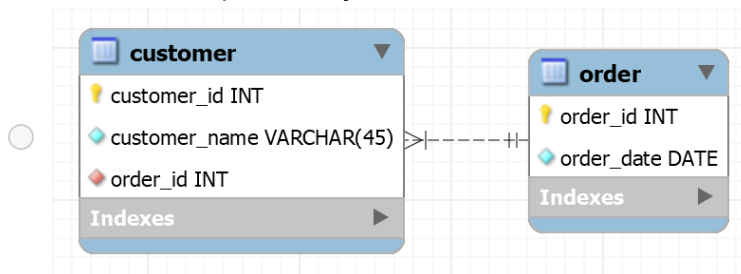 customer
customer_id INT
customer_name VARCHAR(45)
order_id INT
Indexes
order
order_id INT
order_date DATE
Indexes